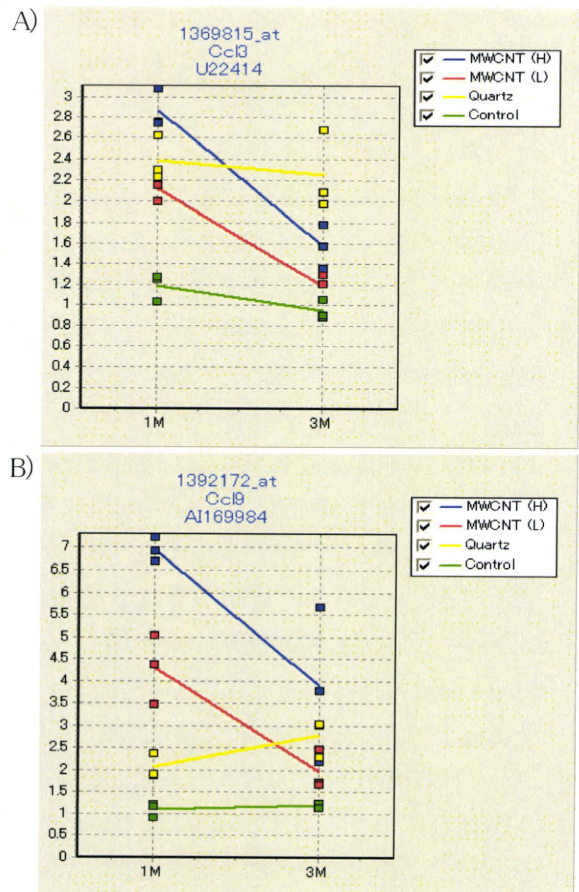 A)
1369815_at
Ccl3
U22414
MWCNT (H)
MWCNT (L)
Quartz
Control
3
2.8
2.6
2.4
2.2
2
1.8
1.6
1.4
1.2
1
0.8
0.6
0.4
0.2
0
1M
3M
B)
1392172_at
Ccl9
AI169984
MWCNT (H)
MWCNT (L)
Quartz
Control
7
6.5
6
5.5
5
4.5
4
3.5
3
2.5
2
1.5
1
0.5
0
1M
3M